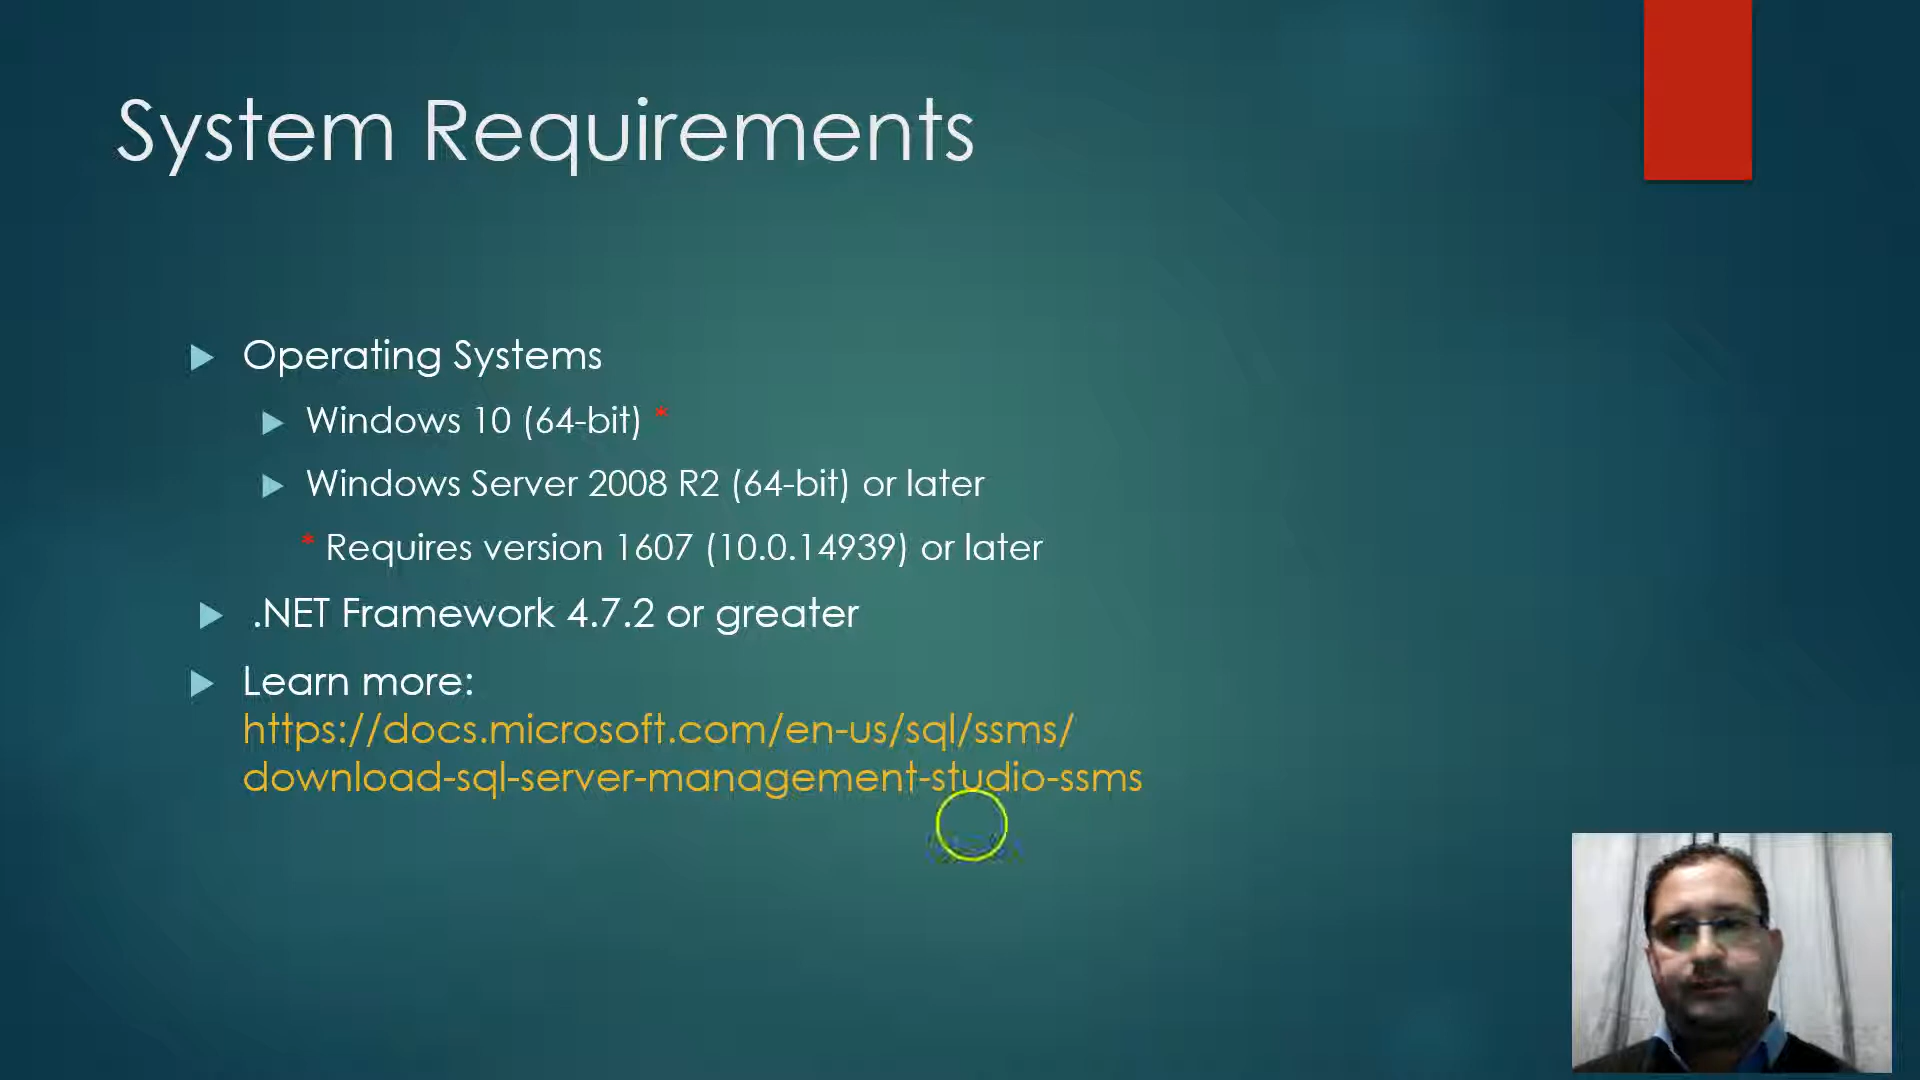 System Requirements
Operating Systems
Windows 10 (64-bit) *
Windows Server 2008 R2 (64-bit) or later
* Requires version 1607 (10.0.14939) or later
.NET Framework 4.7.2 or greater
Learn more:
https://docs.microsoft.com/en-us/sql/ssms/
download-sql-server-management-studio-ssms